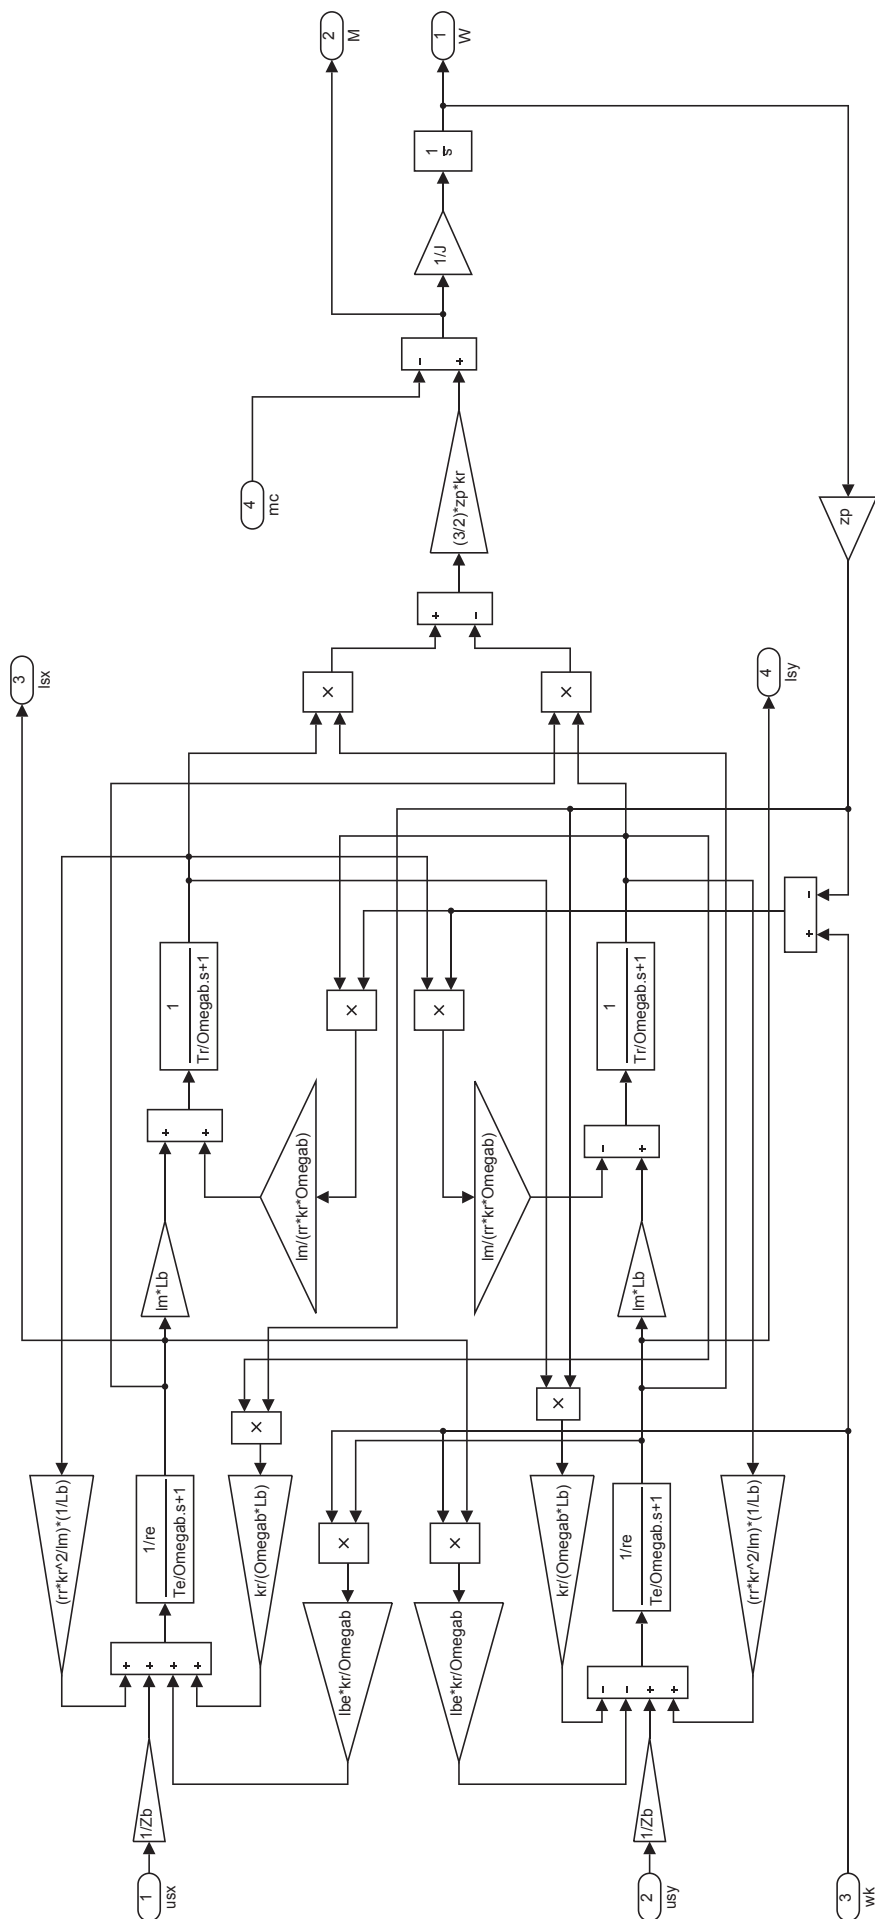 3
Isx
(rr*kr^2/lm)*(1/Lb)
1
usx
1/Zb
+
+
+
+
1/re
Te/Omegab.s+1
lm*Lb
+
+
1
Tr/Omegab.s+1
kr/(Omegab*Lb)
×
4
mc
lm/(rr*kr*Omegab)
×
×
2
M
lbe*kr/Omegab
×
×
lm/(rr*kr*Omegab)
lbe*kr/Omegab
×
+
-
(3/2)*zp*kr
-
+
1/J
1
s
1
W
kr/(Omegab*Lb)
×
×
2
usy
1/Zb
-
-
+
+
1/re
Te/Omegab.s+1
lm*Lb
-
+
1
Tr/Omegab.s+1
(rr*kr^2/lm)*(1/Lb)
4
Isy
+
-
zp
3
wk